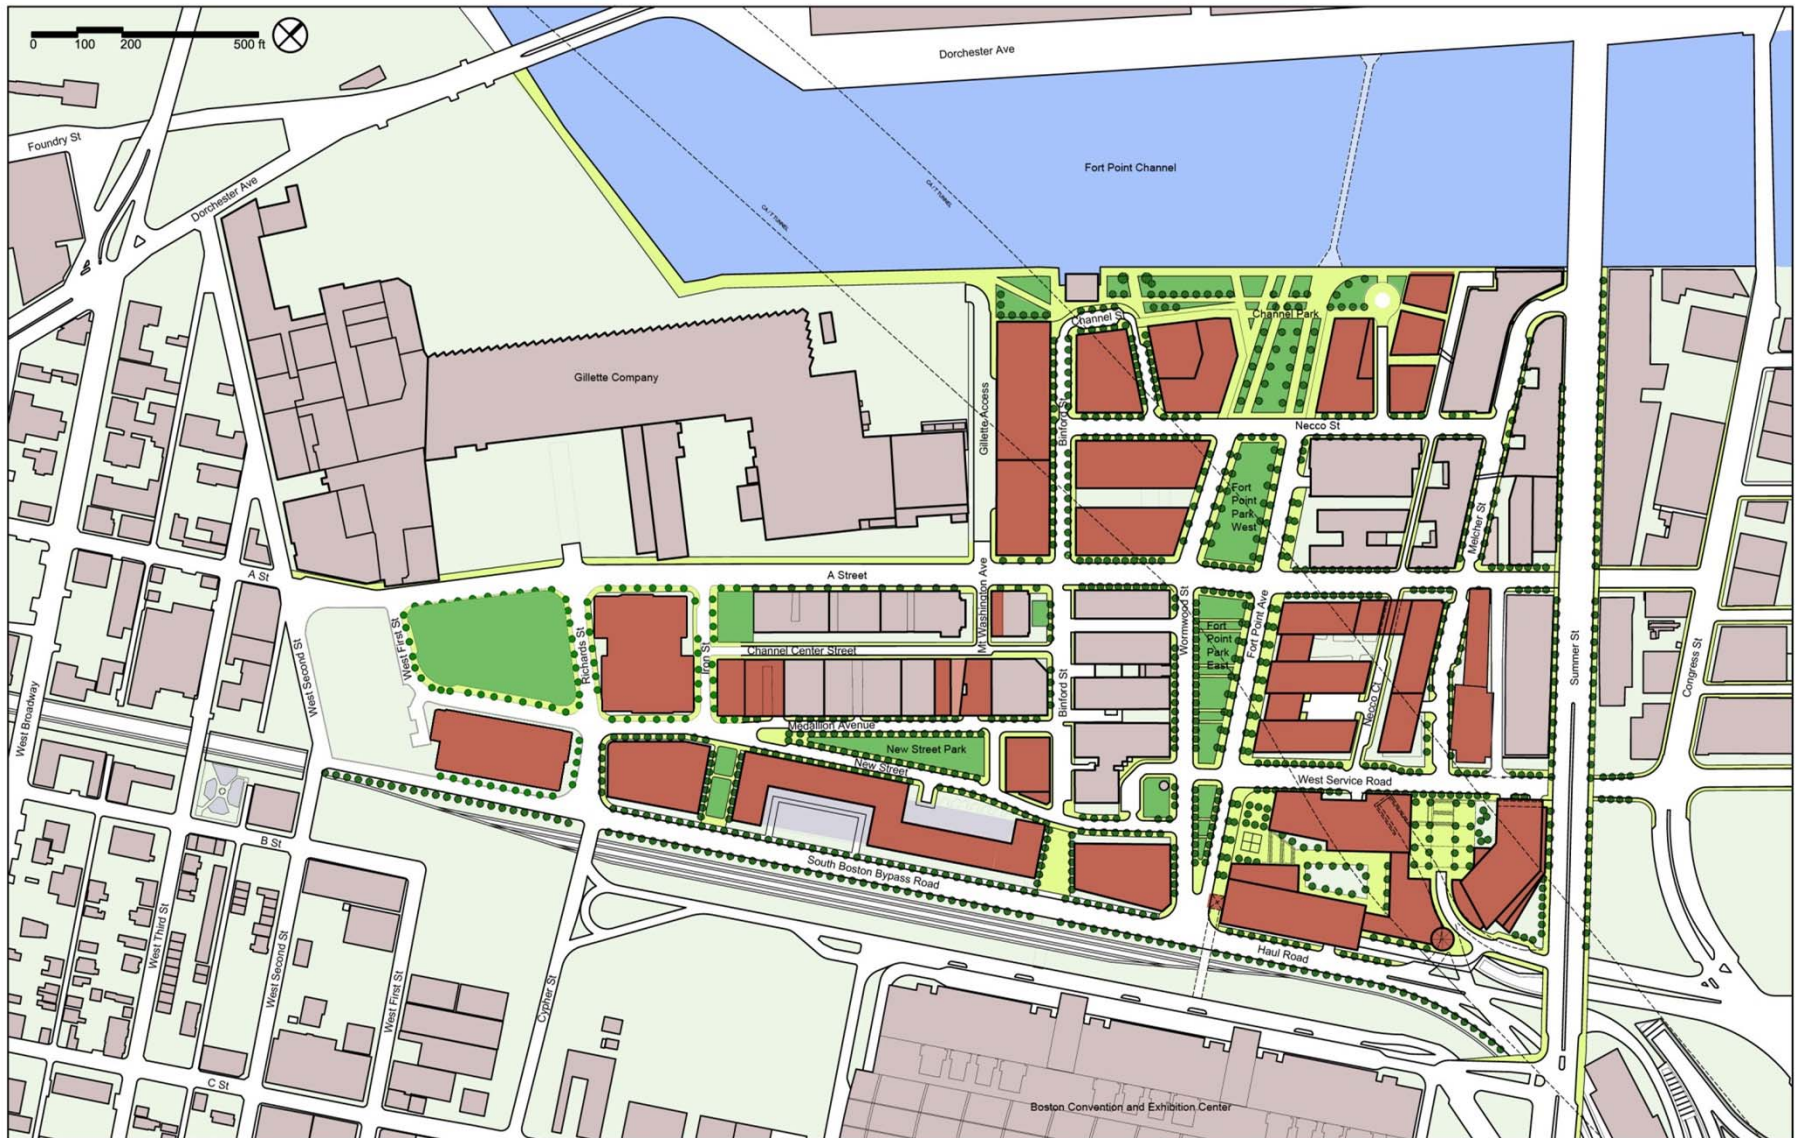 0 100 200 500 ft
Dorchester Ave
Foundry St
Fort Point Channel
Dorchester Ave
CA / T TUNNEL
CA / T TUNNEL
Channel Park
Channel St
Gillette Company
Gillette Access
Binford St
Necco St
Fort
Point
Park
West
Melcher St
A St
A Street
Mt Washington Ave
Wormwood St
Fort Point Ave
West First St
Richards St
Iron St
Fort
Point
Park
East
Summer St
Congress St
West Second St
Channel Center Street
Binford St
Necco Ct
West Broadway
Medallion Avenue
New Street Park
New Street
West Service Road
B St
South Boston Bypass Road
West Third St
West Second St
West First St
Cypher St
Haul Road
C St
Boston Convention and Exhibition Center